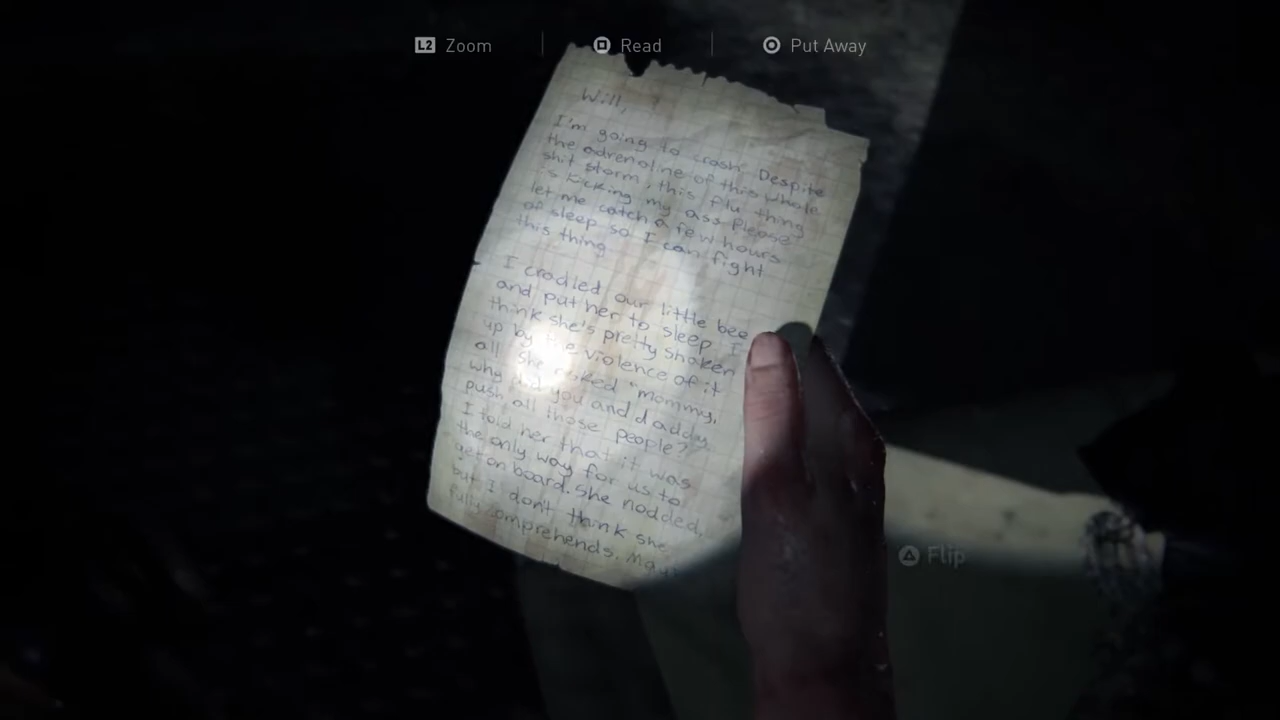 L2 Zoom
Read
Put Away
Will,
I'm going to crash. Despite
the adrenaline of this whole
shit storm, this flu thing
is kicking my ass. Please
let me catch a few hours
of sleep so I can fight
this thing
I cradled our little bee
and put her to sleep. I
think she's pretty shaken
up by the violence of it
all. She asked "mommy,
why did you and daddy
push all those people?"
I told her that it was
the only way for us to
get on board. She nodded,
but I don't think she
fully comprehends.
Flip